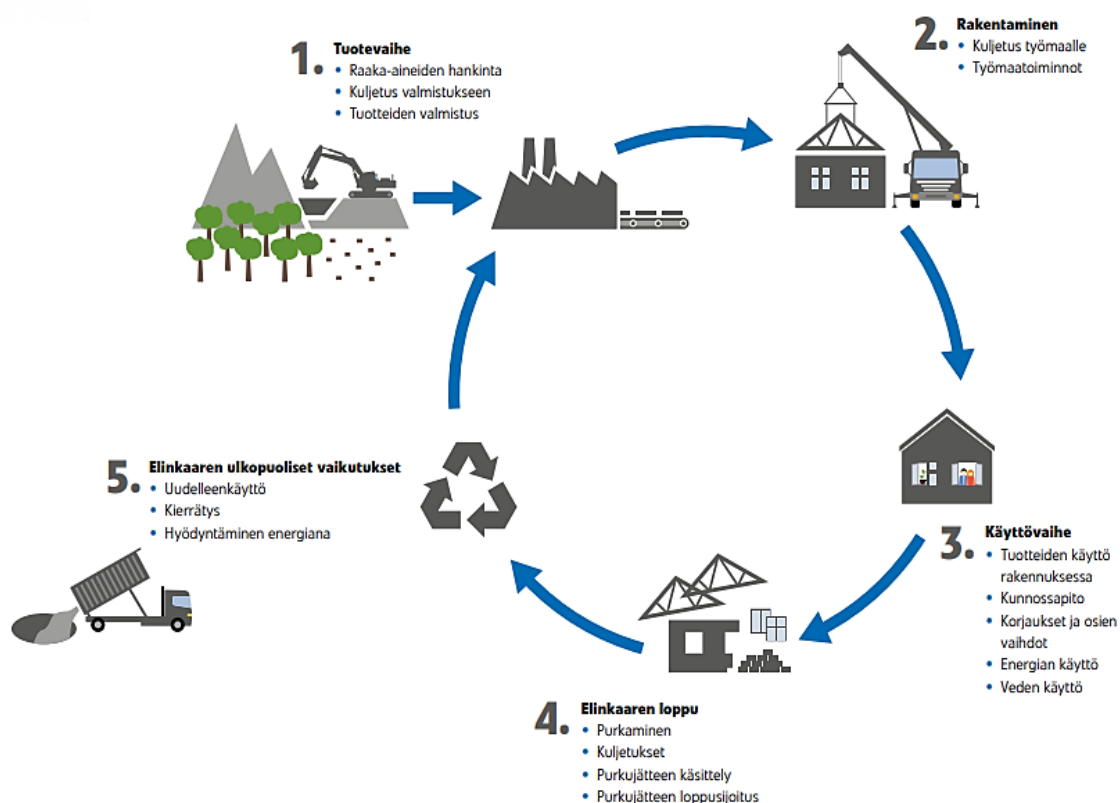 1. Tuotevaihe
• Raaka-aineiden hankinta
• Kuljetus valmistukseen
• Tuotteiden valmistus
2. Rakentaminen
• Kuljetus työmaalle
• Työmaatoiminnot
3. Käyttövaihe
• Tuotteiden käyttö
rakennuksessa
• Kunnossapito
• Korjaukset ja osien
vaihdot
• Energian käyttö
• Veden käyttö
4. Elinkaaren loppu
• Purkaminen
• Kuljetukset
• Purkujätteen käsittely
• Purkujätteen loppusijoitus
5. Elinkaaren ulkopuoliset vaikutukset
• Uudelleenkäyttö
• Kierrätys
• Hyödyntäminen energiana